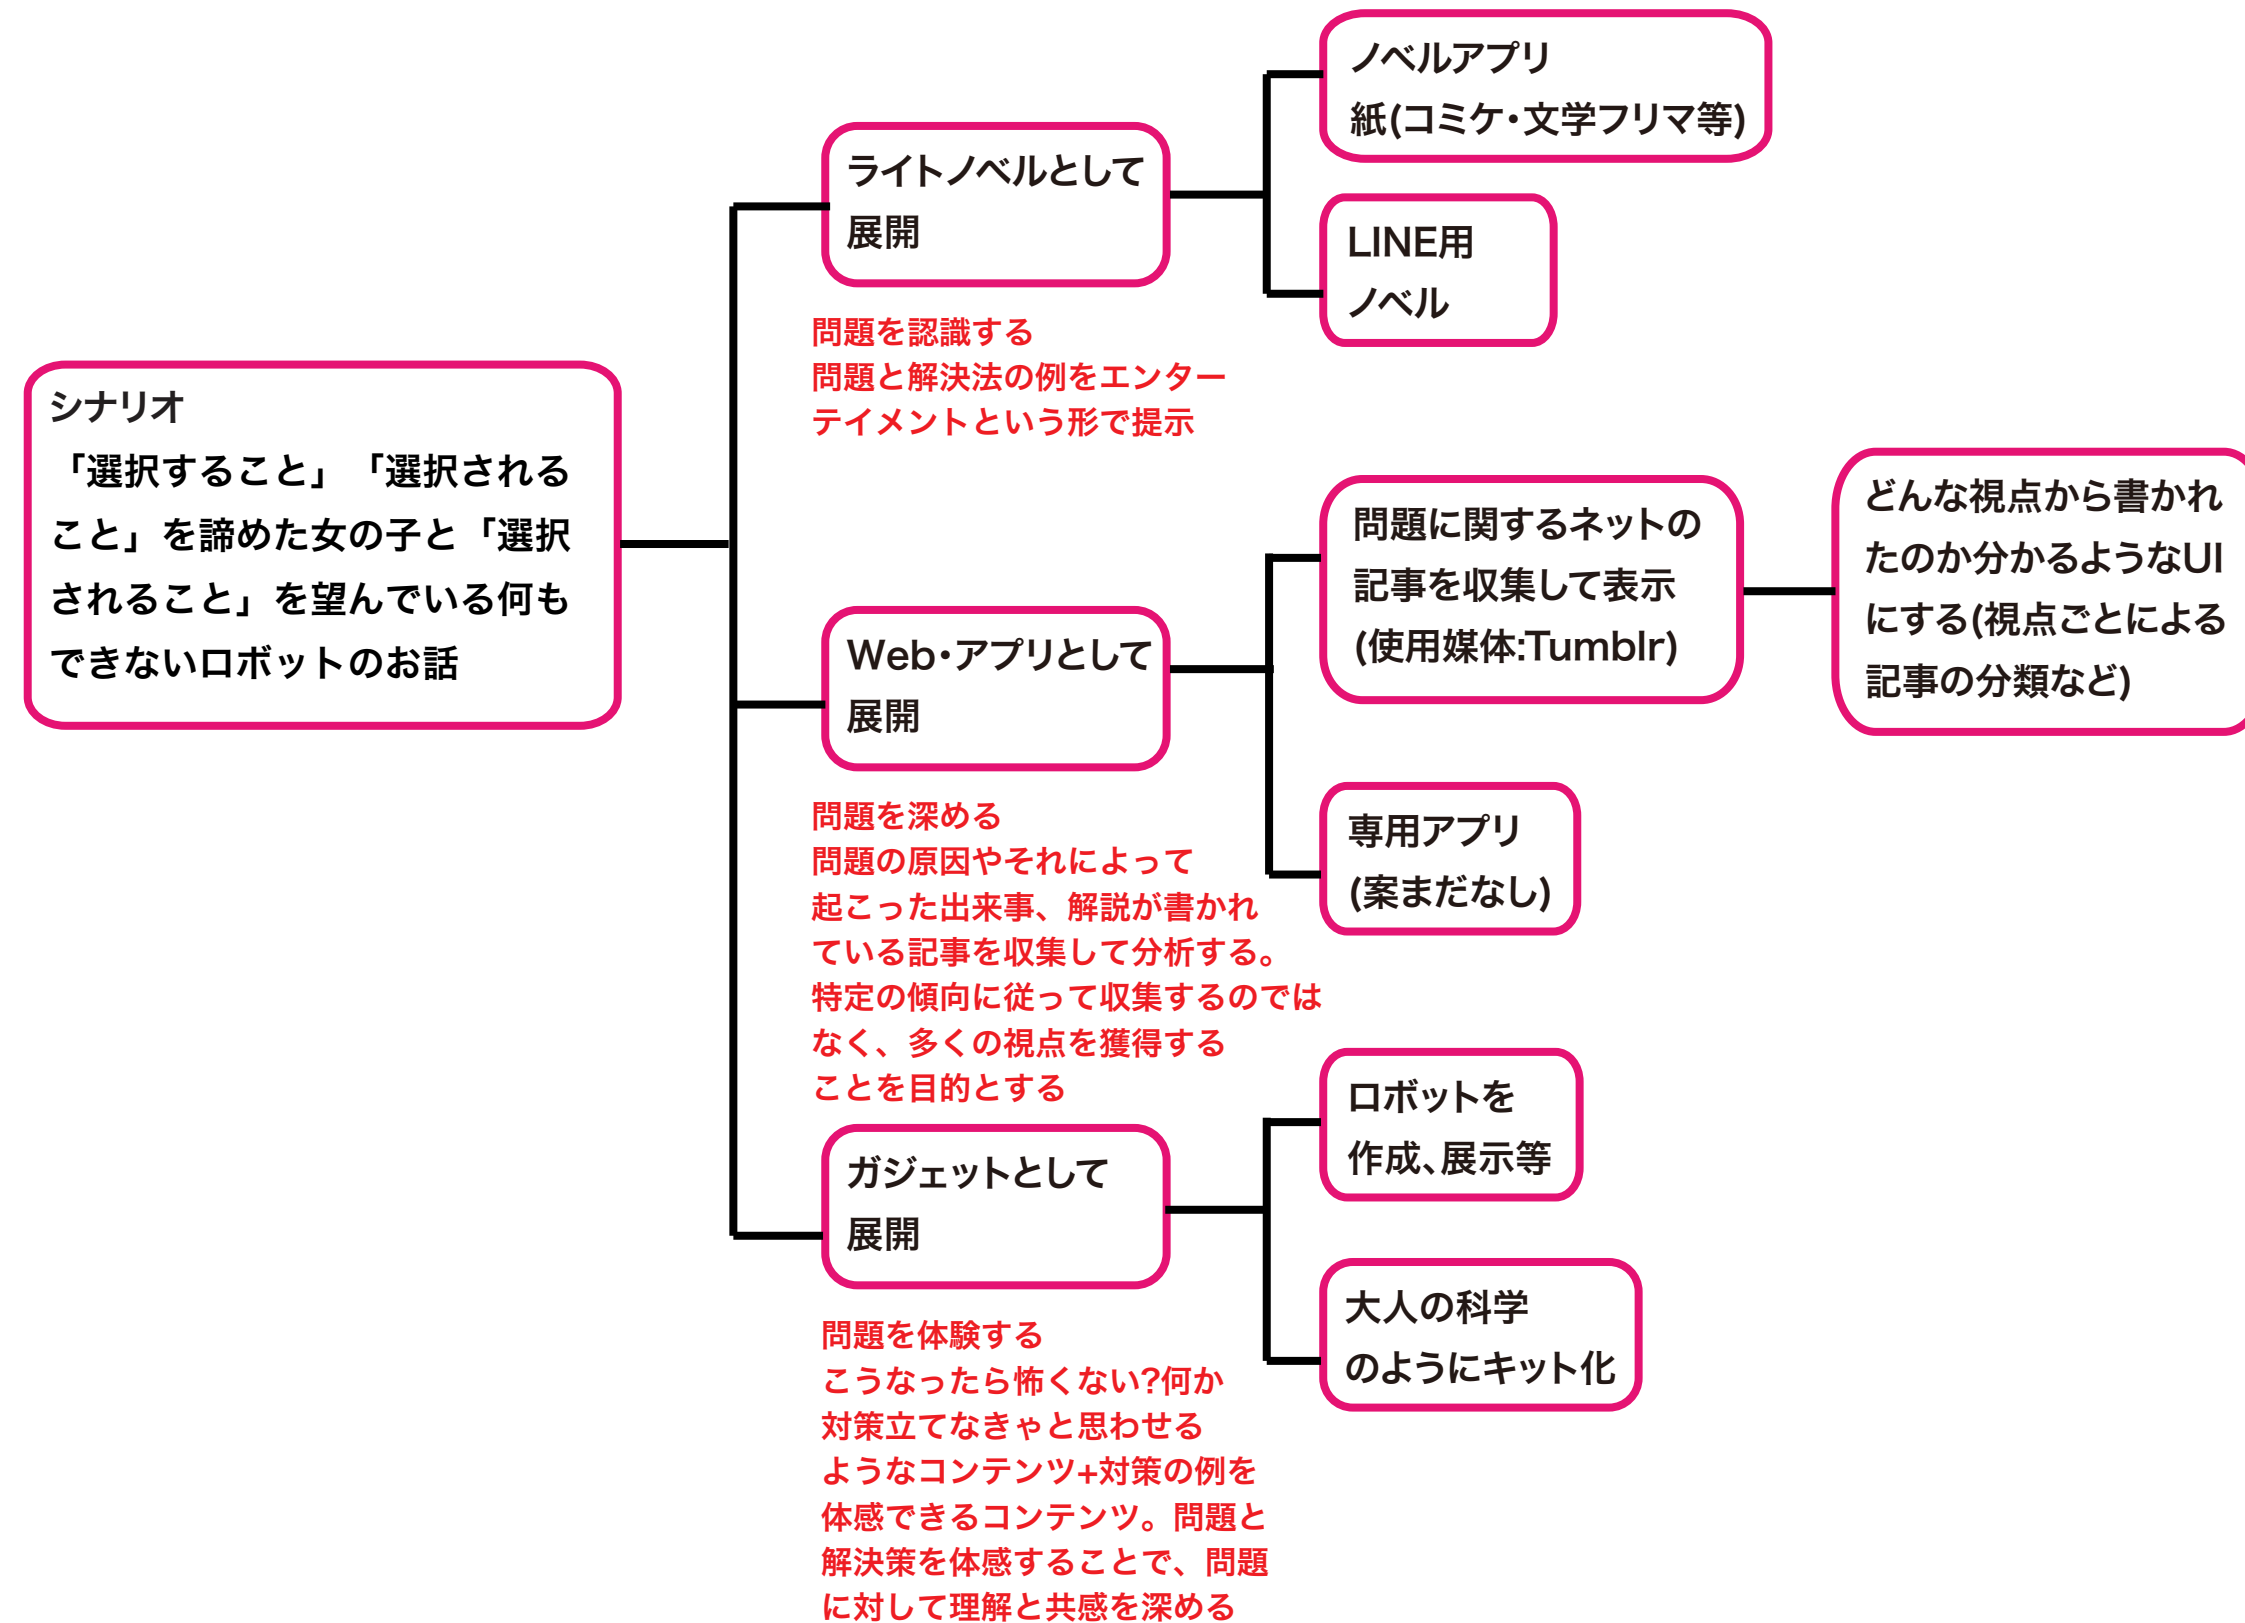 シナリオ
「選択すること」「選択される
こと」を諦めた女の子と「選択
されること」を望んでいる何も
できないロボットのお話
ライトノベルとして
展開
問題を認識する
問題と解決法の例をエンター
テイメントという形で提示
ノベルアプリ
紙(コミケ・文学フリマ等)
LINE用
ノベル
Web・アプリとして
展開
問題を深める
問題の原因やそれによって
起こった出来事、解説が書かれ
ている記事を収集して分析する。
特定の傾向に従って収集するのでは
なく、多くの視点を獲得する
ことを目的とする
問題に関するネットの
記事を収集して表示
(使用媒体:Tumblr)
どんな視点から書かれ
たのか分かるようなUI
にする(視点ごとによる
記事の分類など)
専用アプリ
(案まだなし)
ガジェットとして
展開
問題を体験する
こうなったら怖くない?何か
対策立てなきゃと思わせる
ようなコンテンツ+対策の例を
体感できるコンテンツ。問題と
解決策を体感することで、問題
に対して理解と共感を深める
ロボットを
作成、展示等
大人の科学
のようにキット化